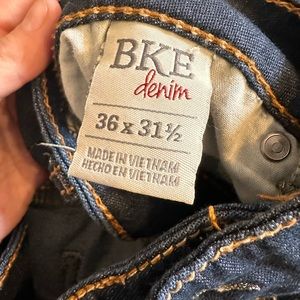 BKE
denim
36 x 31½
MADE IN VIETNAM
HECHO EN VIETNAM